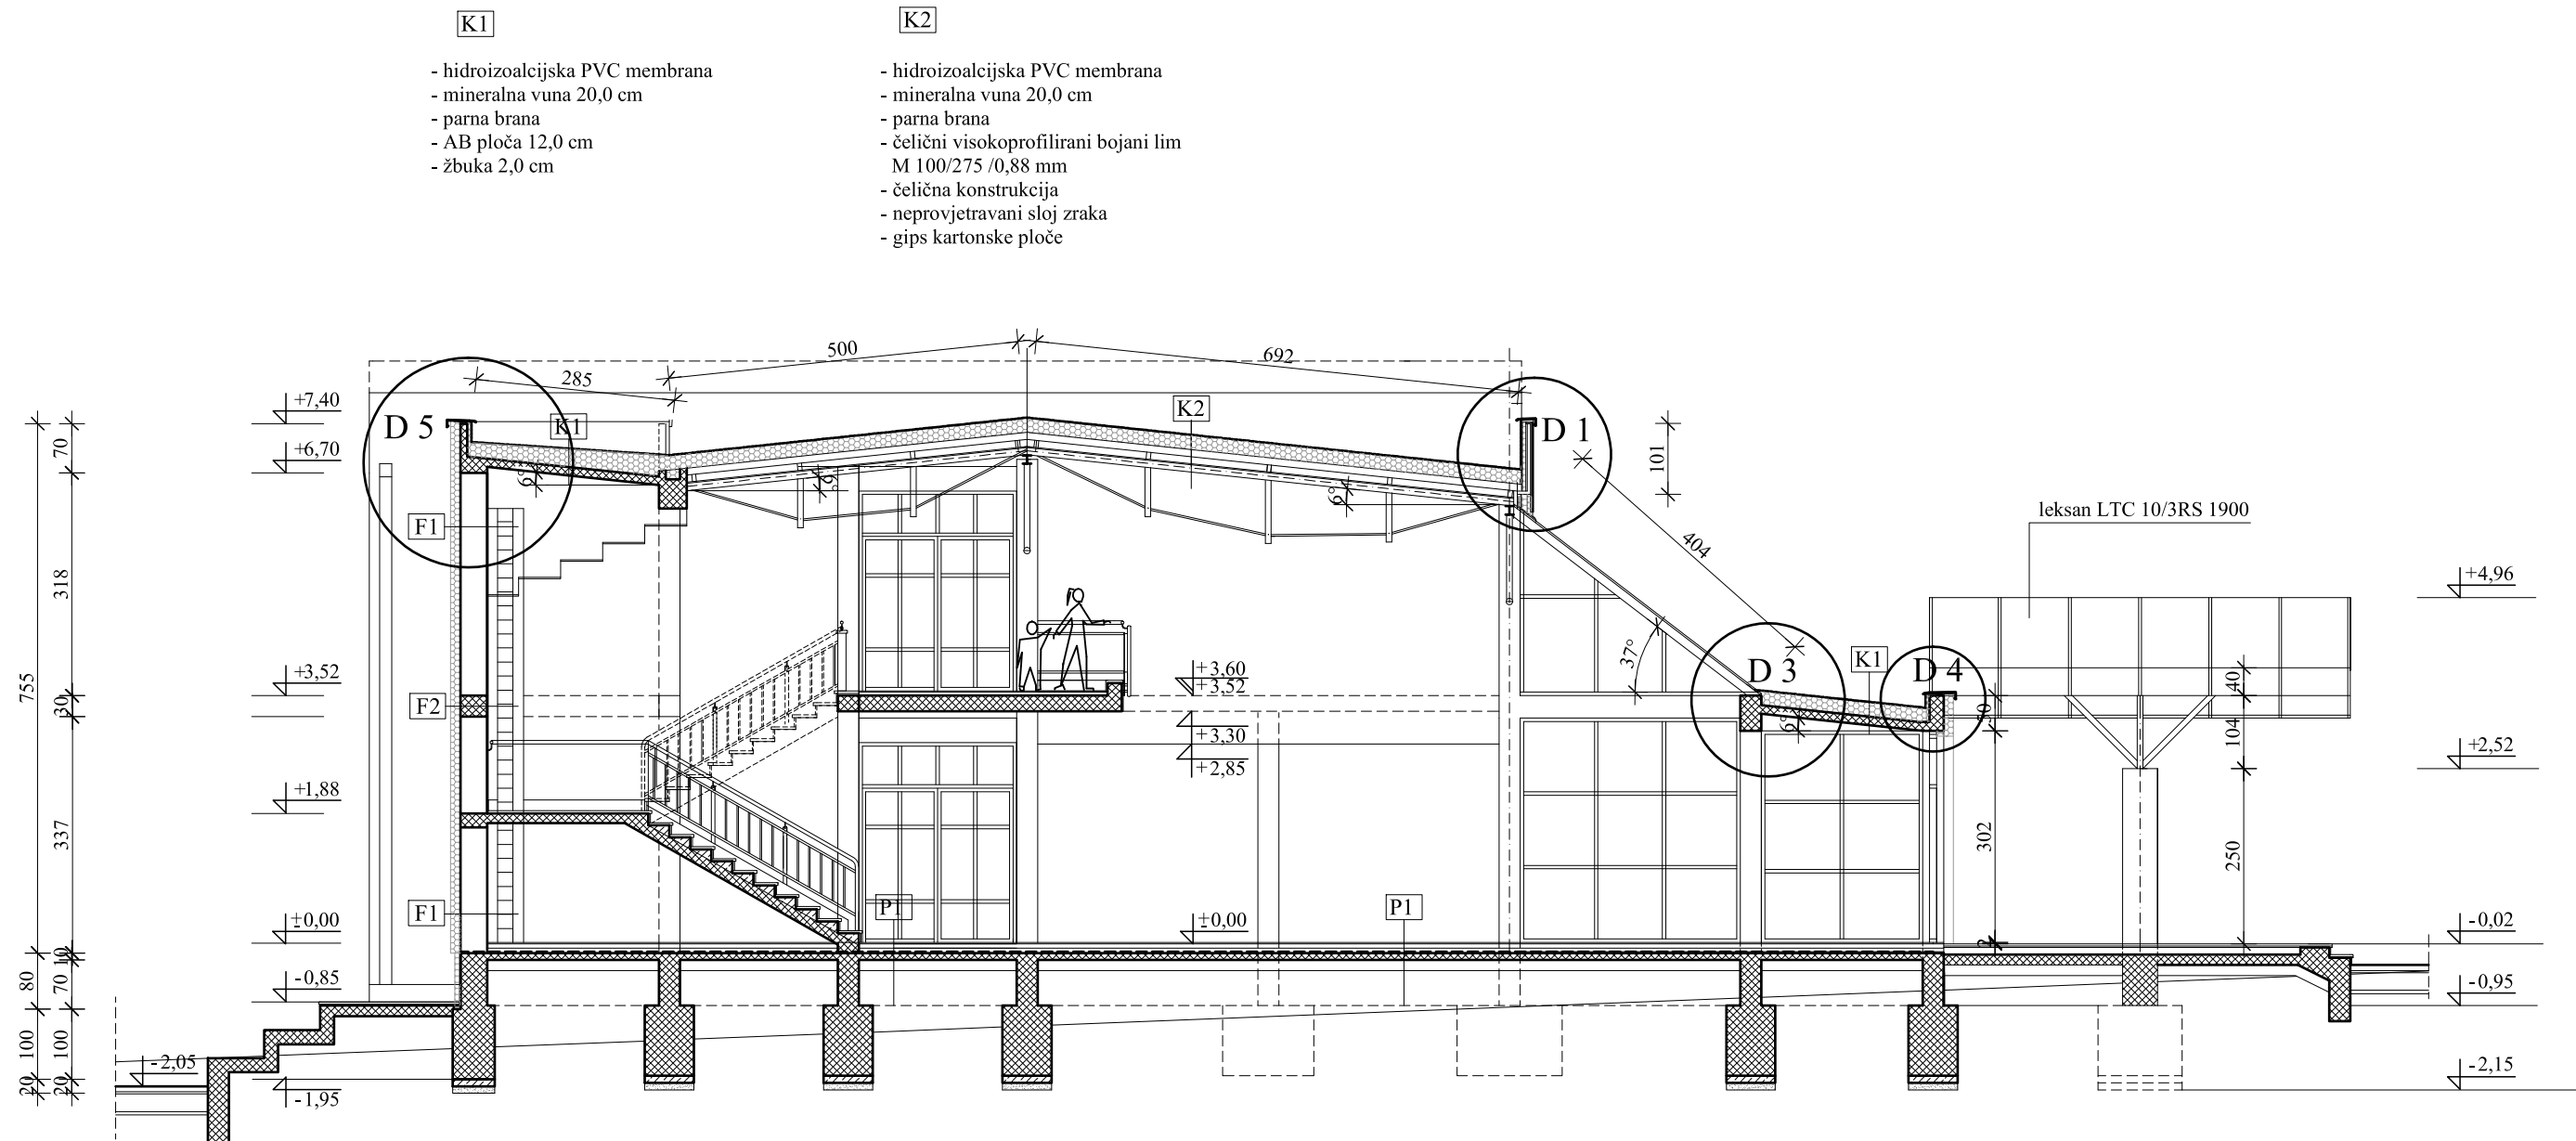 K1
- hidroizoalcijska PVC membrana
- mineralna vuna 20,0 cm
- parna brana
- AB ploča 12,0 cm
- žbuka 2,0 cm
K2
- hidroizoalcijska PVC membrana
- mineralna vuna 20,0 cm
- parna brana
- čelični visokoprofilirani bojani lim
M 100/275 /0,88 mm
- čelična konstrukcija
- neprovjetravani sloj zraka
- gips kartonske ploče
500
692
285
+7,40
D 5
K1
K2
D 1
70
+6,70
101
6°
6°
6°
F1
leksan LTC 10/3RS 1900
404
318
+4,96
37°
755
+3,52
+3,60
+3,52
D 3
K1
D 4
40
30
F2
30
6°
104
+3,30
+2,85
+2,52
+1,88
337
302
250
F1
P1
P1
±0,00
±0,00
-0,02
2
10
80
70
-0,85
-0,95
100
100
-2,05
-2,15
20
20
-1,95